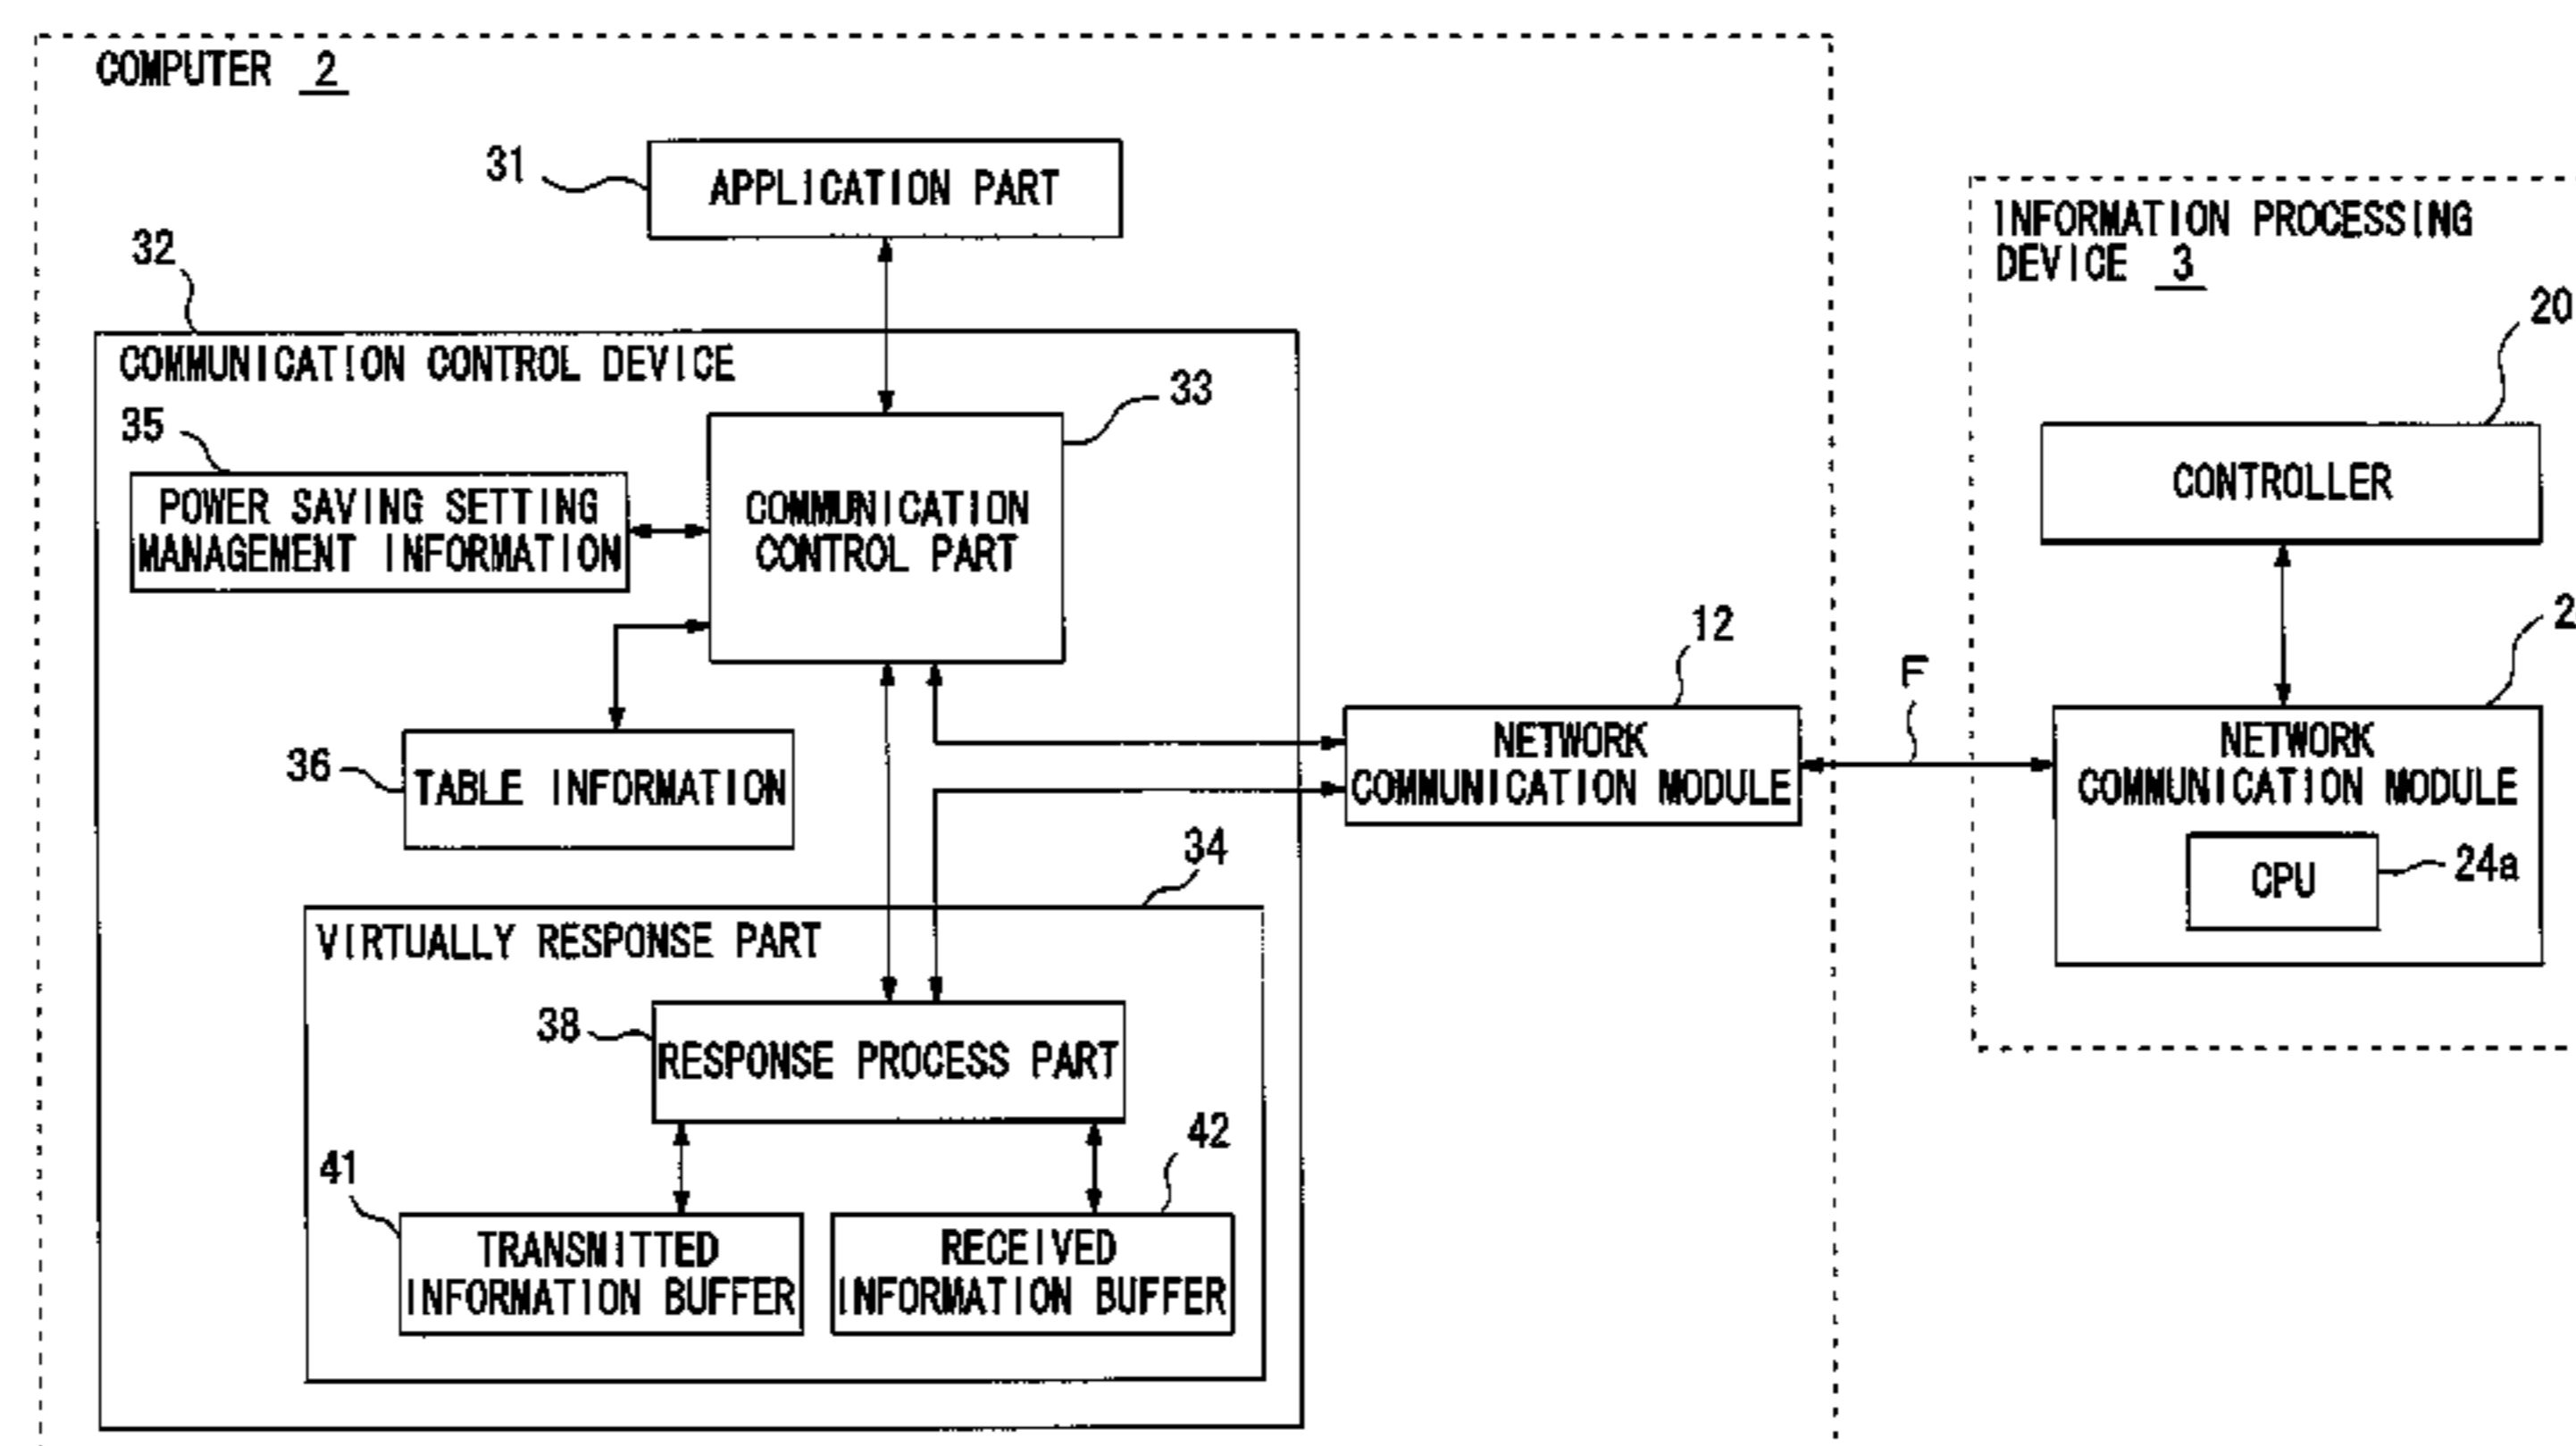 COMPUTER 2
31
APPLICATION PART
32
COMMUNICATION CONTROL DEVICE
35
POWER SAVING SETTING
MANAGEMENT INFORMATION
33
COMMUNICATION
CONTROL PART
36
TABLE INFORMATION
12
NETWORK
COMMUNICATION MODULE
34
VIRTUALLY RESPONSE PART
38
RESPONSE PROCESS PART
41
TRANSMITTED
INFORMATION BUFFER
42
RECEIVED
INFORMATION BUFFER
F
INFORMATION PROCESSING
DEVICE 3
20
CONTROLLER
2
NETWORK
COMMUNICATION MODULE
CPU
24a